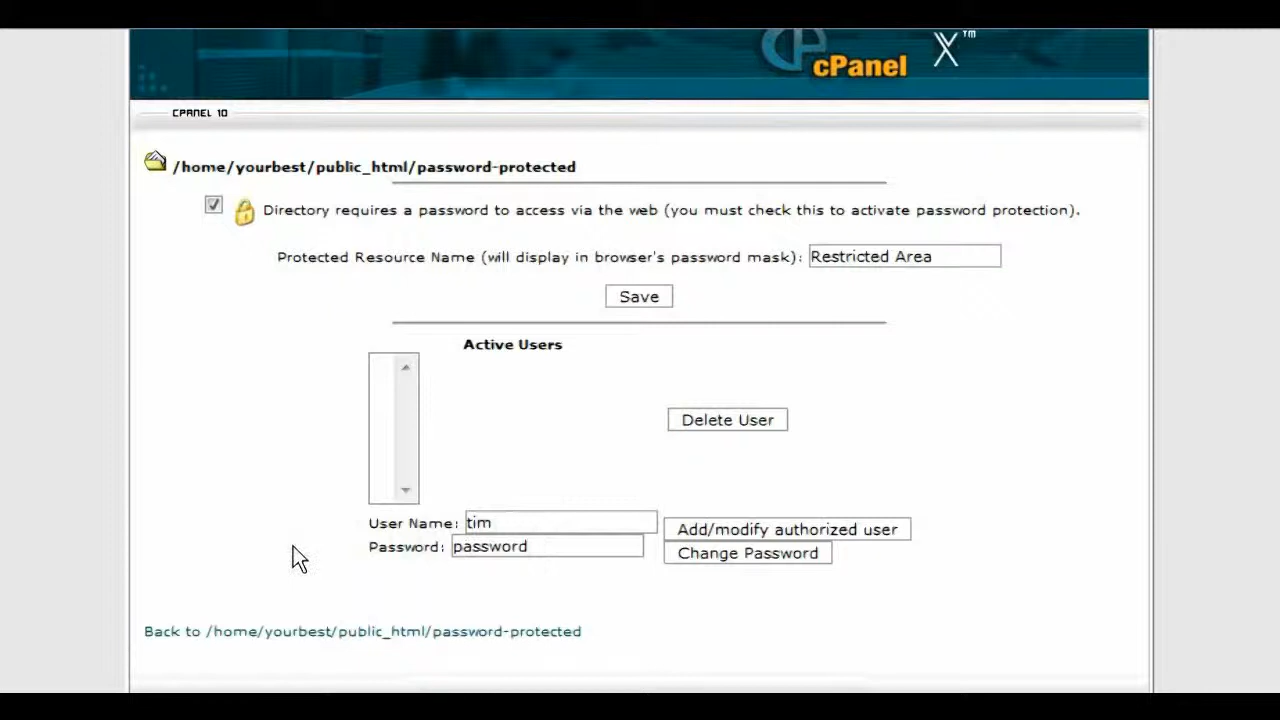 cPanel X™
CPANEL 10
/home/yourbest/public_html/password-protected
Directory requires a password to access via the web (you must check this to activate password protection).
Protected Resource Name (will display in browser's password mask): Restricted Area
Save
Active Users
Delete User
User Name: tim
Add/modify authorized user
Password: password
Change Password
Back to /home/yourbest/public_html/password-protected